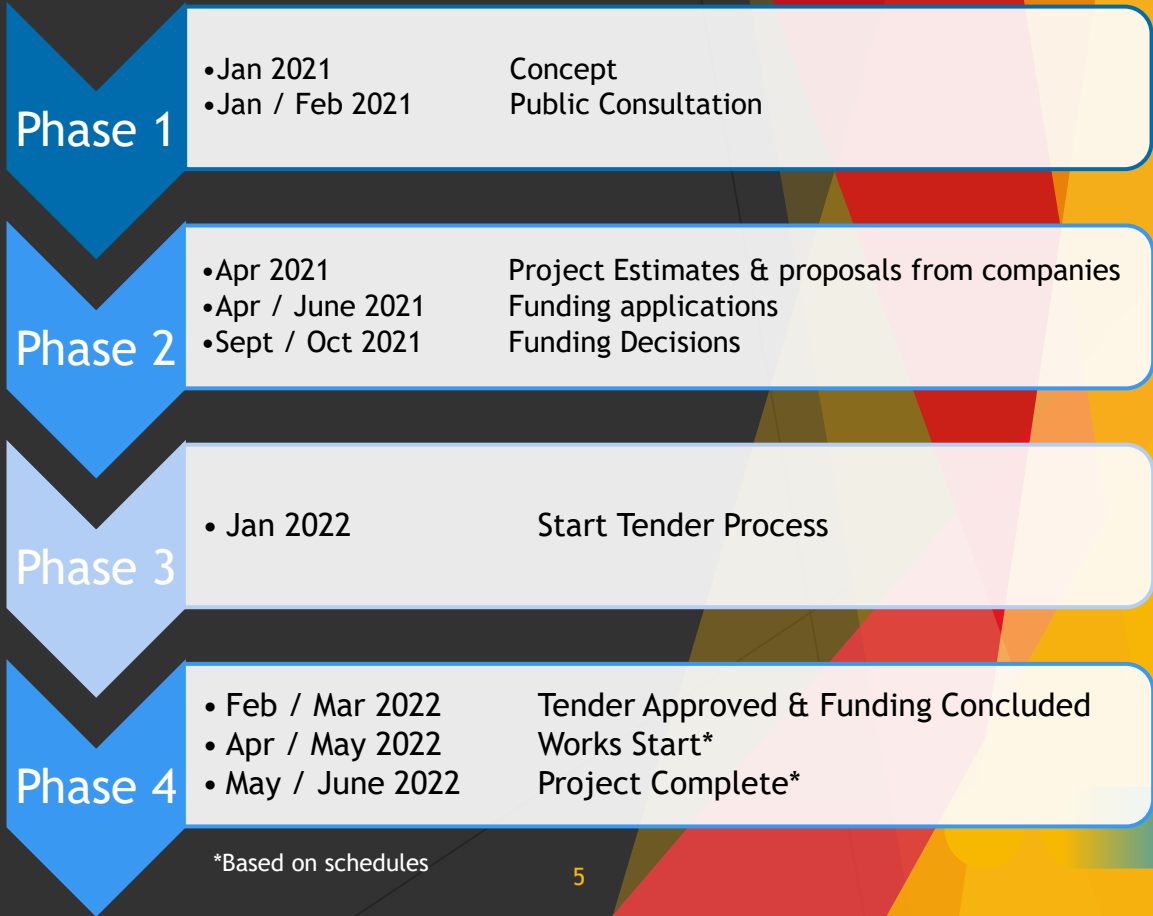 Phase 1
•Jan 2021 Concept
•Jan / Feb 2021 Public Consultation
Phase 2
•Apr 2021 Project Estimates & proposals from companies
•Apr / June 2021 Funding applications
•Sept / Oct 2021 Funding Decisions
Phase 3
• Jan 2022 Start Tender Process
Phase 4
• Feb / Mar 2022 Tender Approved & Funding Concluded
• Apr / May 2022 Works Start*
• May / June 2022 Project Complete*
*Based on schedules
5